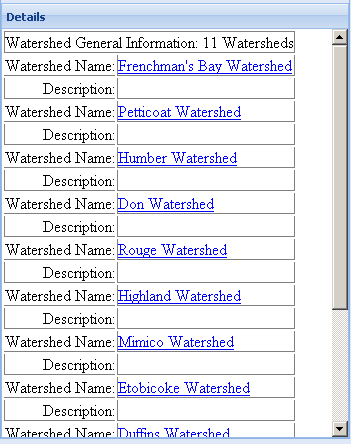 Details
Watershed General Information: 11 Watersheds
Watershed Name: Frenchman's Bay Watershed
Description:
Watershed Name: Petticoat Watershed
Description:
Watershed Name: Humber Watershed
Description:
Watershed Name: Don Watershed
Description:
Watershed Name: Rouge Watershed
Description:
Watershed Name: Highland Watershed
Description:
Watershed Name: Mimico Watershed
Description:
Watershed Name: Etobicoke Watershed
Description:
Watershed Name: Duffins Watershed